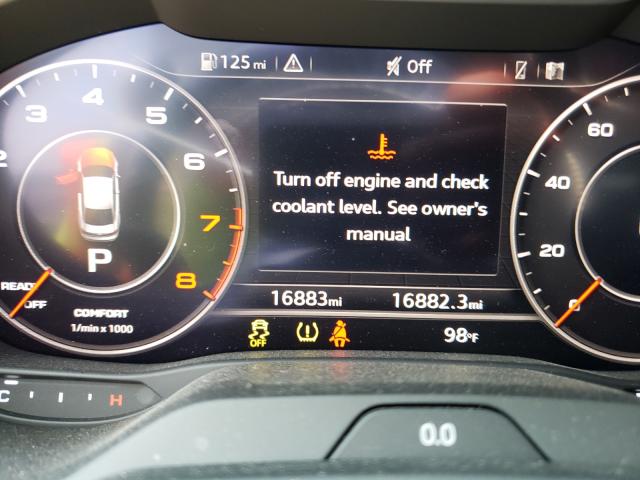 125 mi
Off
Turn off engine and check
coolant level. See owner's
manual
2 3 4 5 6 7 8
60
40
20
0
P
READY
OFF
COMFORT
1/min x 1000
16883mi 16882.3mi
OFF
98°F
C H
0.0